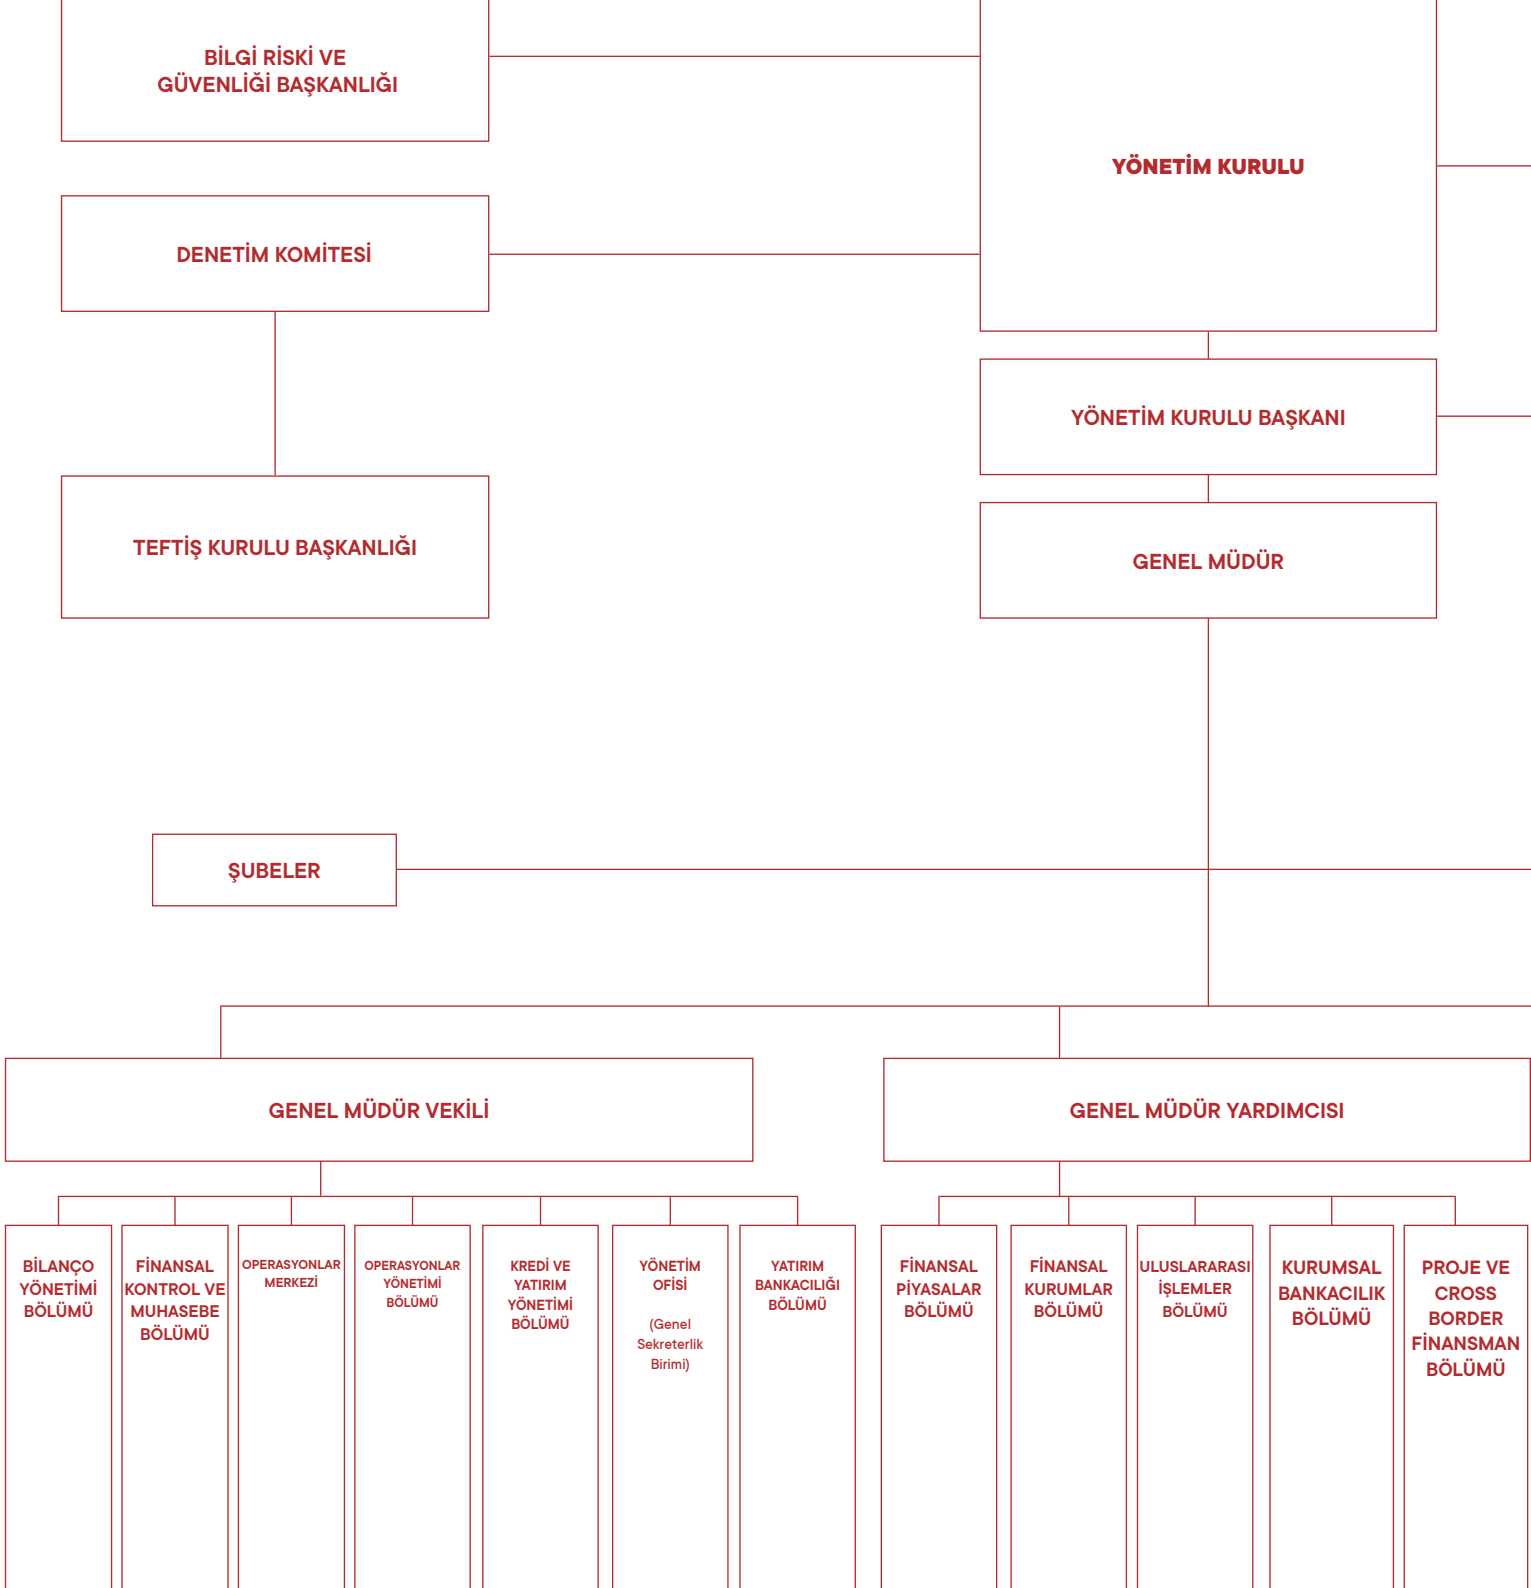 BİLGİ RİSKİ VE
GÜVENLİĞİ BAŞKANLIĞI
YÖNETİM KURULU
DENETİM KOMİTESİ
YÖNETİM KURULU BAŞKANI
TEFTİŞ KURULU BAŞKANLIĞI
GENEL MÜDÜR
ŞUBELER
GENEL MÜDÜR VEKİLİ
GENEL MÜDÜR YARDIMCISI
BİLANÇO
YÖNETİMİ
BÖLÜMÜ
FİNANSAL
KONTROL VE
MUHASEBE
BÖLÜMÜ
OPERASYONLAR
MERKEZİ
OPERASYONLAR
YÖNETİMİ
BÖLÜMÜ
KREDİ VE
YATIRIM
YÖNETİMİ
BÖLÜMÜ
YÖNETİM
OFİSİ
(Genel
Sekreterlik
Birimi)
YATIRIM
BANKACILIĞI
BÖLÜMÜ
FİNANSAL
PİYASALAR
BÖLÜMÜ
FİNANSAL
KURUMLAR
BÖLÜMÜ
ULUSLARARASI
İŞLEMLER
BÖLÜMÜ
KURUMSAL
BANKACILIK
BÖLÜMÜ
PROJE VE
CROSS
BORDER
FİNANSMAN
BÖLÜMÜ